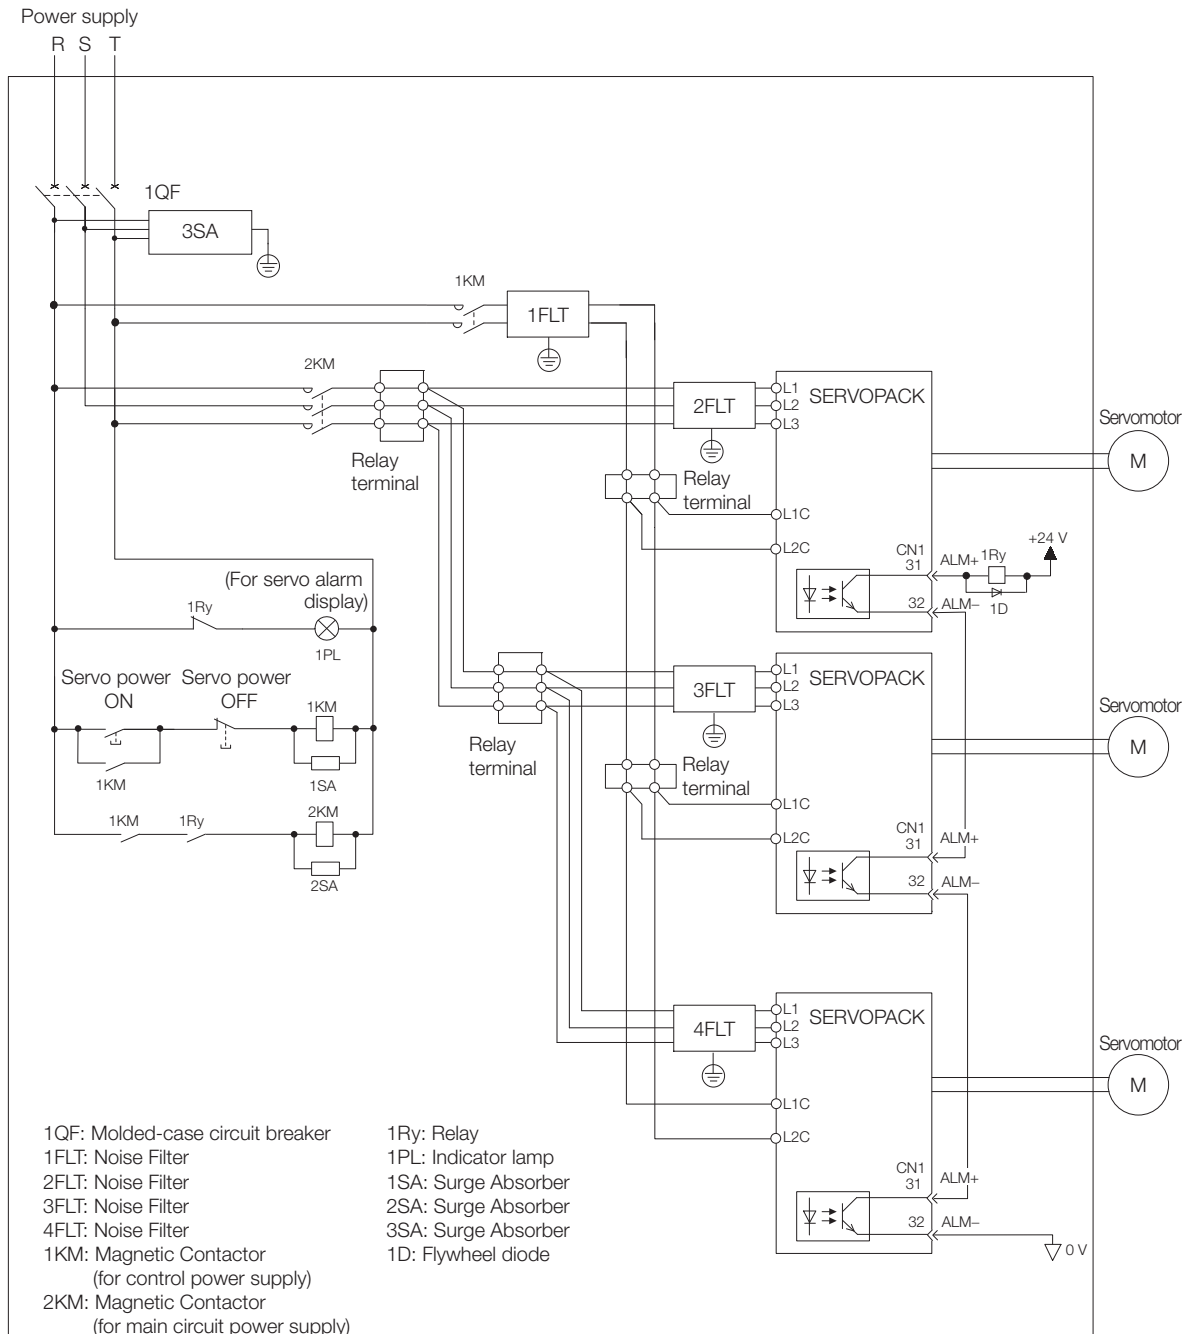 Power supply
R S T
1QF
3SA
1KM
1FLT
2KM
L1
SERVOPACK
2FLT
L2
L3
Servomotor
M
Relay
terminal
Relay
terminal
L1C
L2C
CN1
31
ALM+
1Ry
+24 V
32
ALM–
1D
(For servo alarm
display)
1Ry
1PL
Servo power
ON
Servo power
OFF
1KM
1KM
1SA
1KM
1Ry
2KM
2SA
Relay
terminal
L1
SERVOPACK
3FLT
L2
L3
Servomotor
M
Relay
terminal
L1C
L2C
CN1
31
ALM+
32
ALM–
L1
SERVOPACK
4FLT
L2
L3
Servomotor
M
L1C
L2C
CN1
31
ALM+
32
ALM–
0 V
1QF: Molded-case circuit breaker
1FLT: Noise Filter
2FLT: Noise Filter
3FLT: Noise Filter
4FLT: Noise Filter
1KM: Magnetic Contactor
(for control power supply)
2KM: Magnetic Contactor
(for main circuit power supply)
1Ry: Relay
1PL: Indicator lamp
1SA: Surge Absorber
2SA: Surge Absorber
3SA: Surge Absorber
1D: Flywheel diode